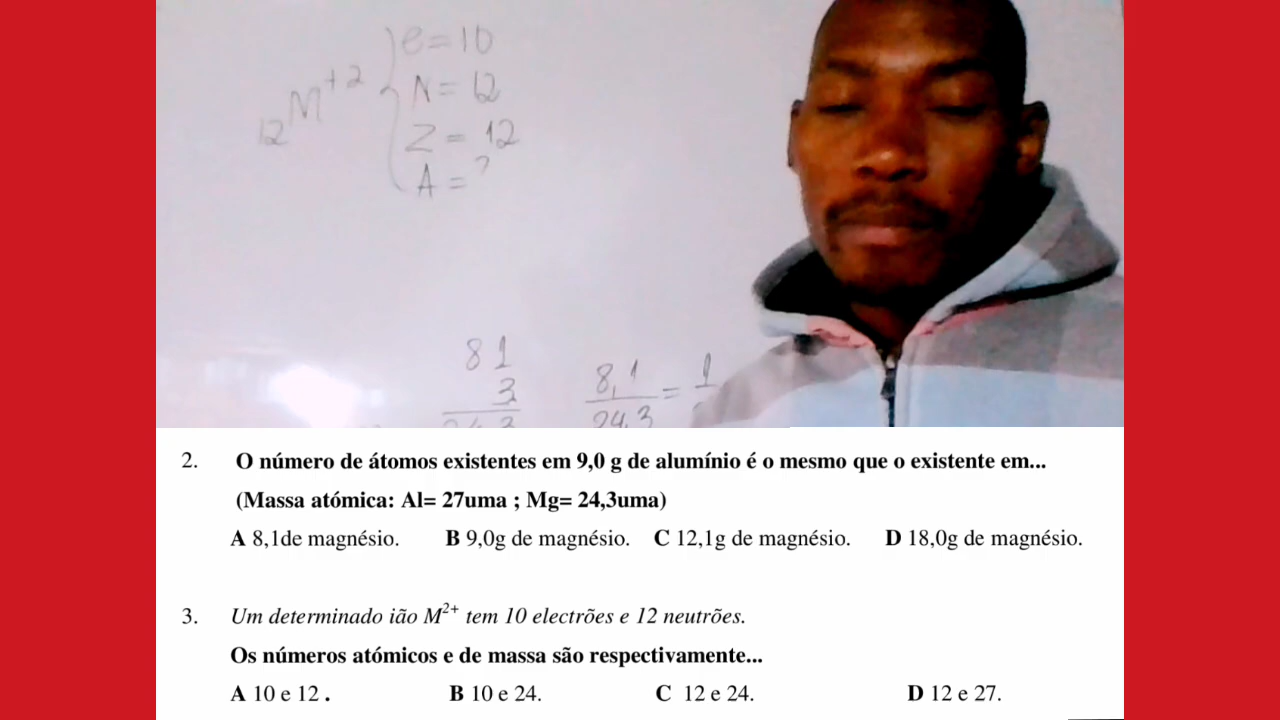 e=10
12M+2 N= 12
Z = 12
A = ?
81
3
8,1 = 1
24,3
2. O número de átomos existentes em 9,0 g de alumínio é o mesmo que o existente em...
(Massa atómica: Al= 27uma ; Mg= 24,3uma)
A 8,1de magnésio. B 9,0g de magnésio. C 12,1g de magnésio. D 18,0g de magnésio.
3. Um determinado ião M2+ tem 10 electrões e 12 neutrões.
Os números atómicos e de massa são respectivamente...
A 10 e 12 . B 10 e 24. C 12 e 24. D 12 e 27.